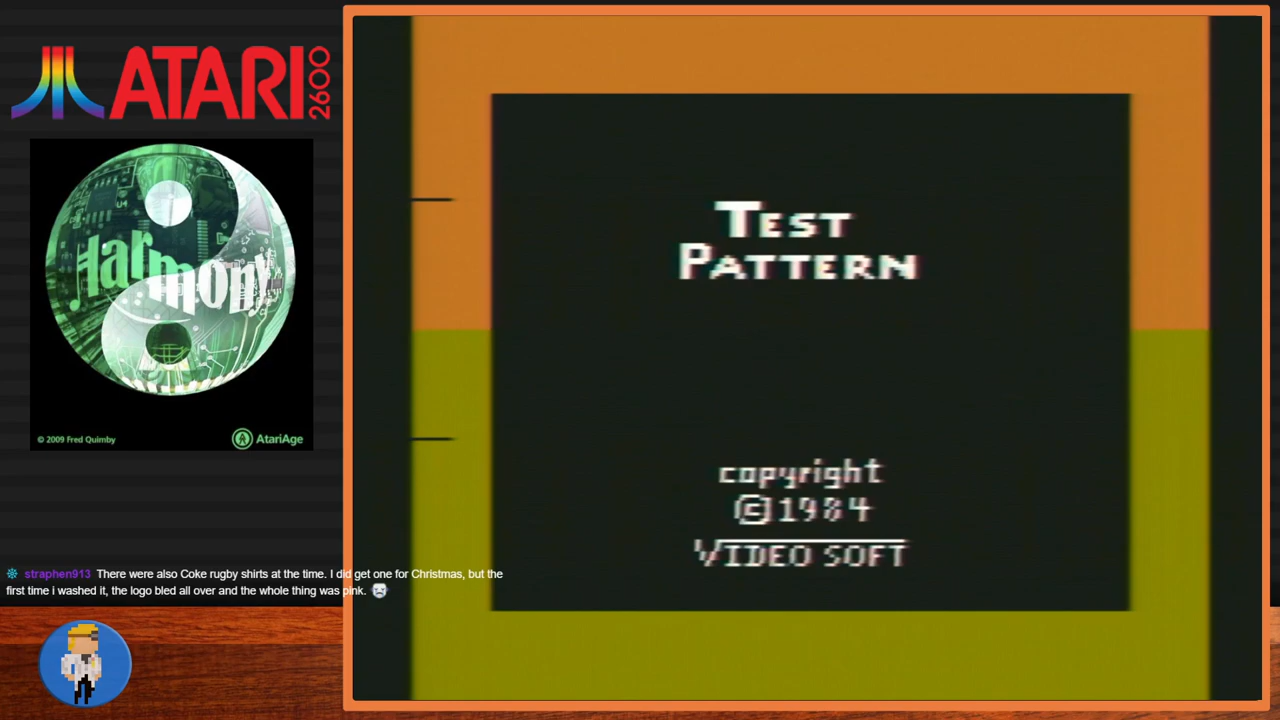 ATARI 2600
Harmony
© 2009 Fred Quimby
AtariAge
TEST
PATTERN
copyright
©1984
VIDEO SOFT
straphen913 There were also Coke rugby shirts at the time. I did get one for Christmas, but the
first time i washed it, the logo bled all over and the whole thing was pink.